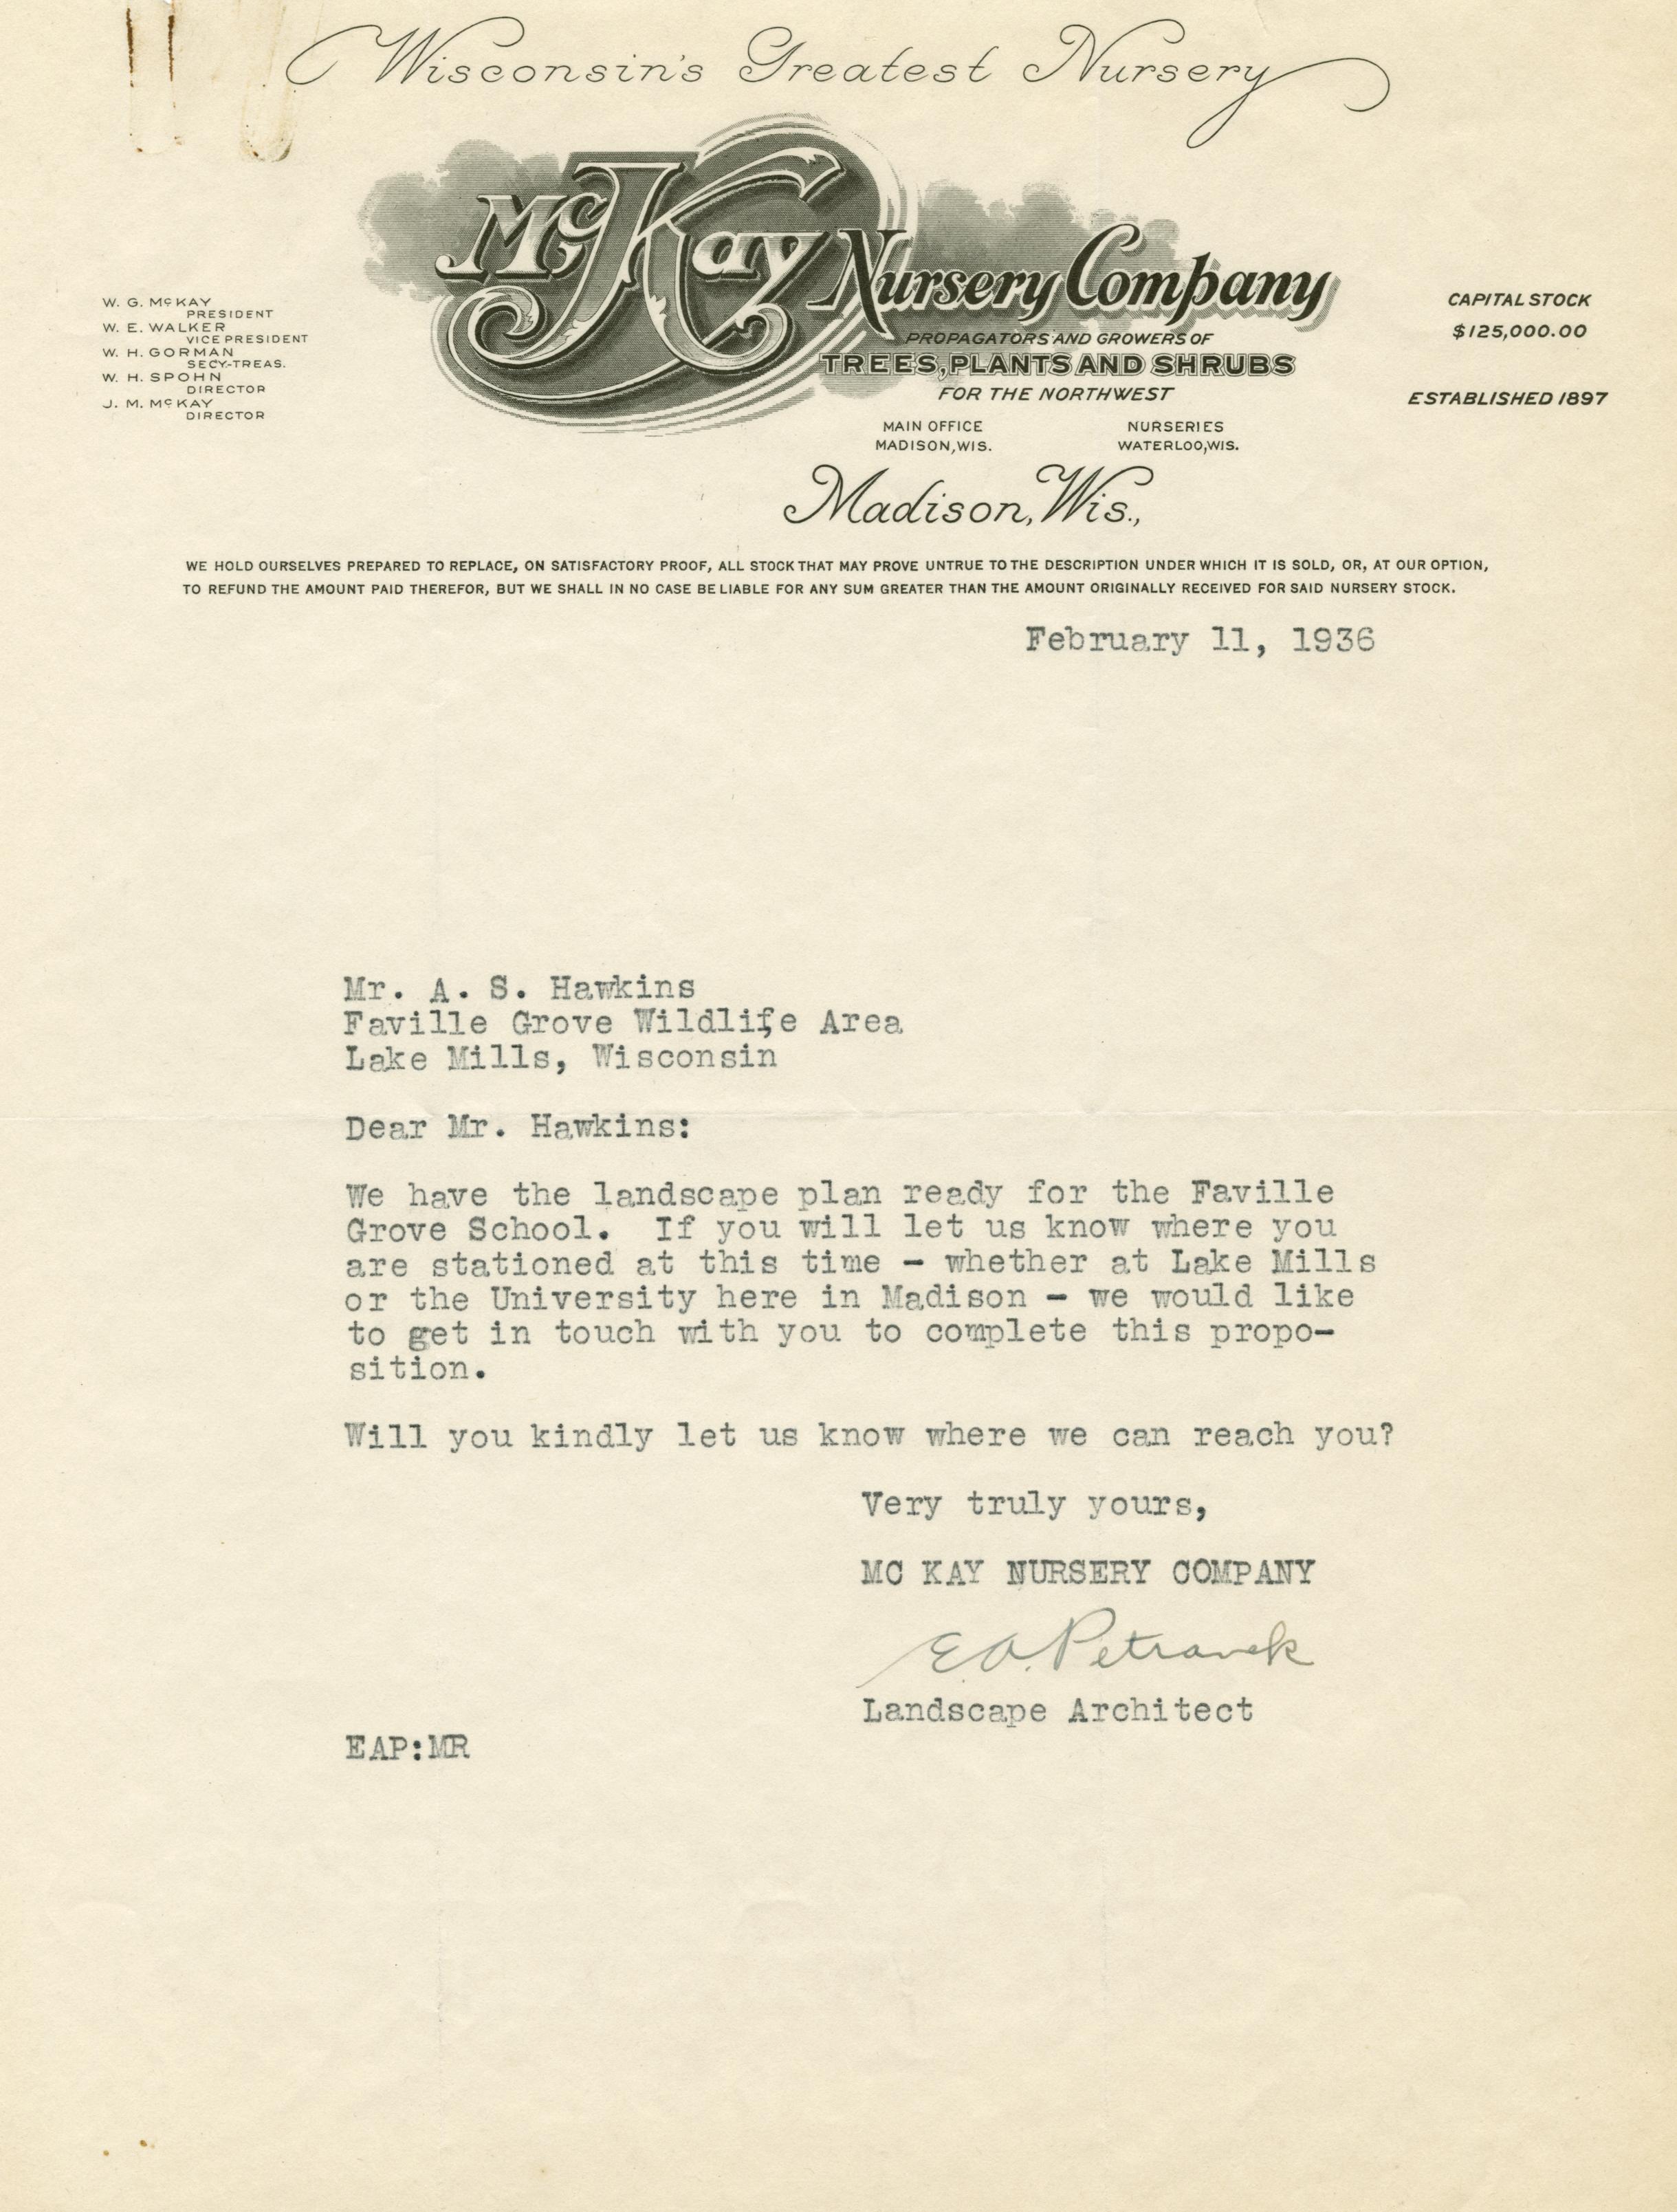 Wisconsin's Greatest Nursery
McKay Nursery Company
PROPAGATORS AND GROWERS OF
TREES, PLANTS AND SHRUBS
FOR THE NORTHWEST
W. G. McKAY
PRESIDENT
W. E. WALKER
VICE PRESIDENT
W. H. GORMAN
SECY.-TREAS.
W. H. SPOHN
DIRECTOR
J. M. McKAY
DIRECTOR
CAPITAL STOCK
$125,000.00
ESTABLISHED 1897
MAIN OFFICE
MADISON, WIS.
NURSERIES
WATERLOO, WIS.
Madison, Wis.,
WE HOLD OURSELVES PREPARED TO REPLACE, ON SATISFACTORY PROOF, ALL STOCK THAT MAY PROVE UNTRUE TO THE DESCRIPTION UNDER WHICH IT IS SOLD, OR, AT OUR OPTION,
TO REFUND THE AMOUNT PAID THEREFOR, BUT WE SHALL IN NO CASE BE LIABLE FOR ANY SUM GREATER THAN THE AMOUNT ORIGINALLY RECEIVED FOR SAID NURSERY STOCK.
February 11, 1936
Mr. A. S. Hawkins
Faville Grove Wildlife Area
Lake Mills, Wisconsin
Dear Mr. Hawkins:
We have the landscape plan ready for the Faville
Grove School.  If you will let us know where you
are stationed at this time - whether at Lake Mills
or the University here in Madison - we would like
to get in touch with you to complete this propo-
sition.
Will you kindly let us know where we can reach you?
Very truly yours,
MC KAY NURSERY COMPANY
E.A. Petranek
Landscape Architect
EAP:MR